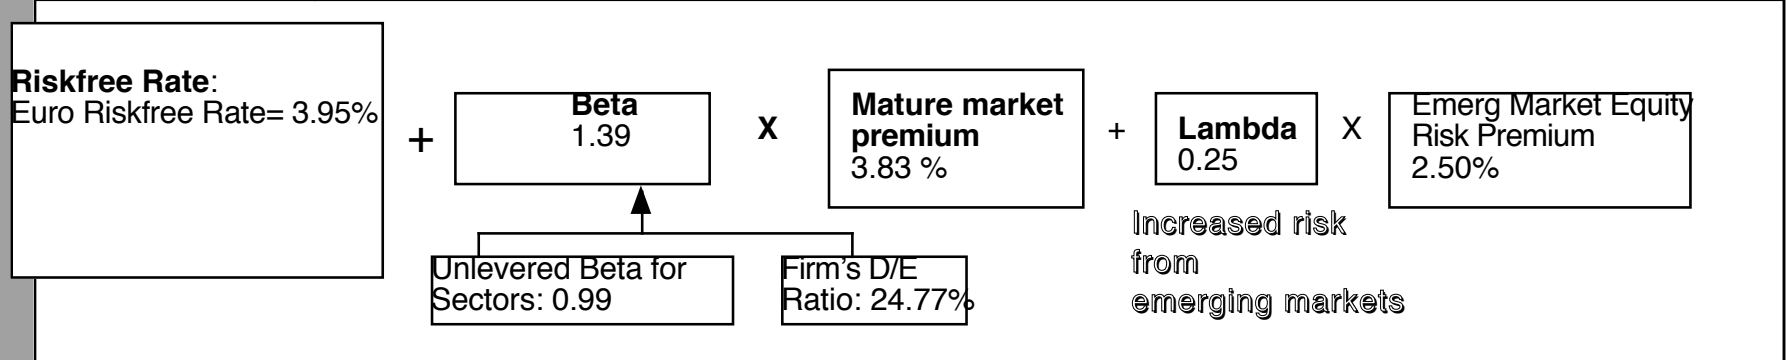 Riskfree Rate:
Euro Riskfree Rate= 3.95%
+
Beta
1.39
X
Mature market
premium
3.83 %
+
Lambda
0.25
X
Emerg Market Equity
Risk Premium
2.50%
Increased risk
from
emerging markets
Unlevered Beta for
Sectors: 0.99
Firm's D/E
Ratio: 24.77%